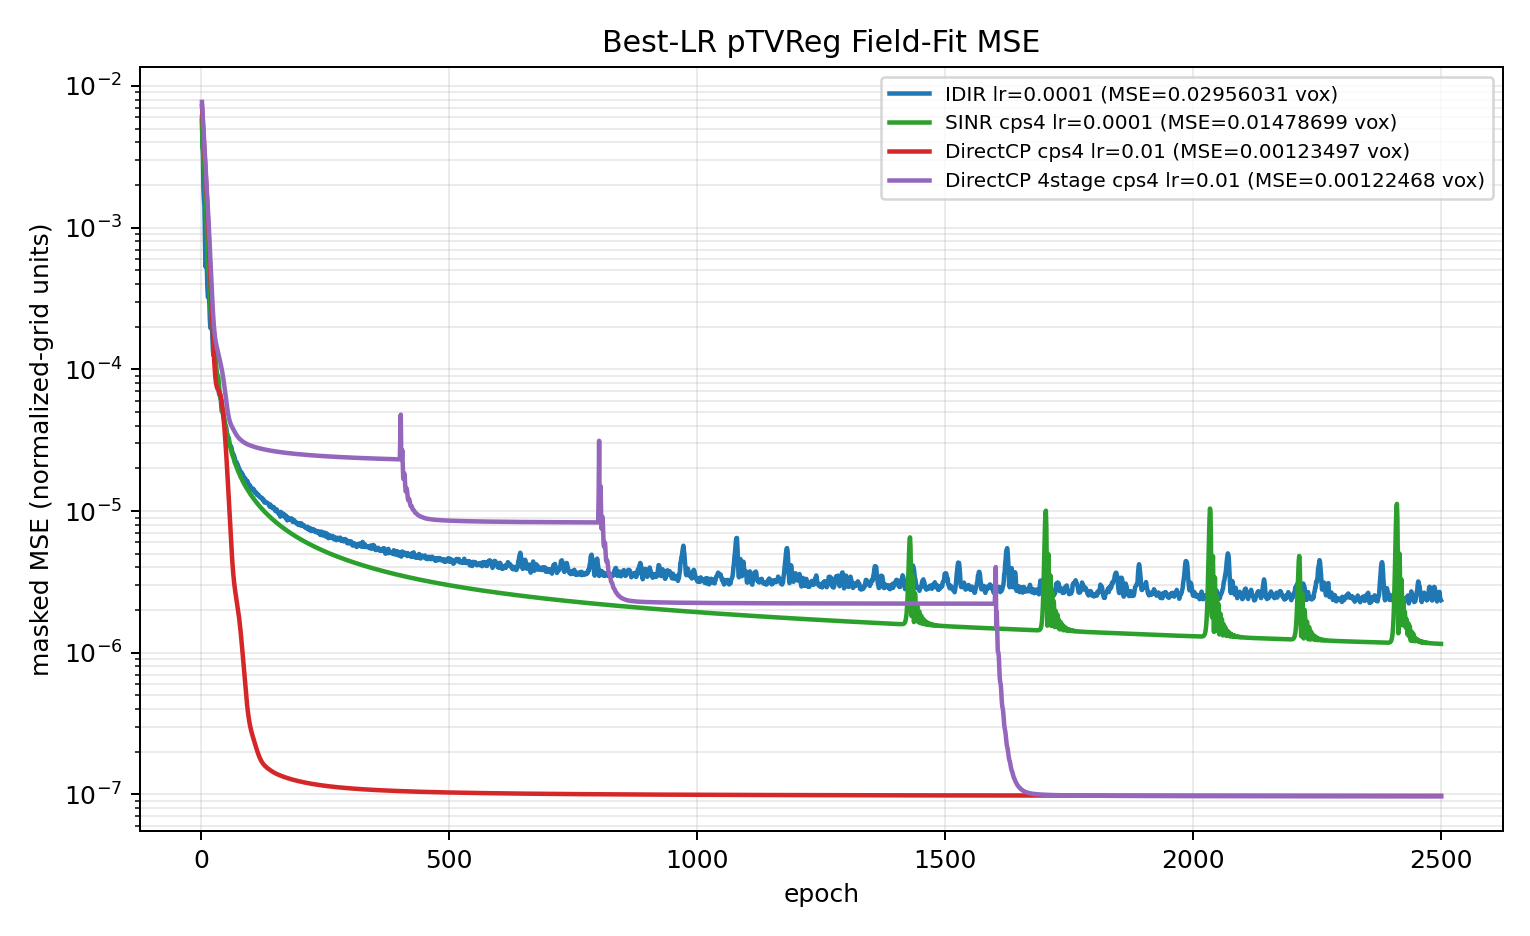 Best-LR pTVReg Field-Fit MSE
IDIR lr=0.0001 (MSE=0.02956031 vox)
SINR cps4 lr=0.0001 (MSE=0.01478699 vox)
DirectCP cps4 lr=0.01 (MSE=0.00123497 vox)
DirectCP 4stage cps4 lr=0.01 (MSE=0.00122468 vox)
masked MSE (normalized-grid units)
10⁻²
10⁻³
10⁻⁴
10⁻⁵
10⁻⁶
10⁻⁷
0 500 1000 1500 2000 2500
epoch